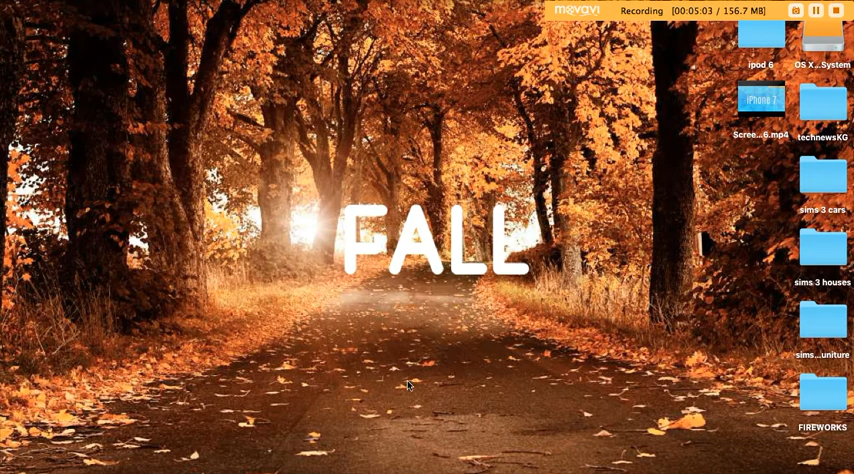 movavi Recording [00:05:03 / 156.7 MB]
ipod 6
OS X...System
iPhone 7
Scree...6.mp4
technewsKG
sims 3 cars
FALL
sims 3 houses
sims...uniture
FIREWORKS